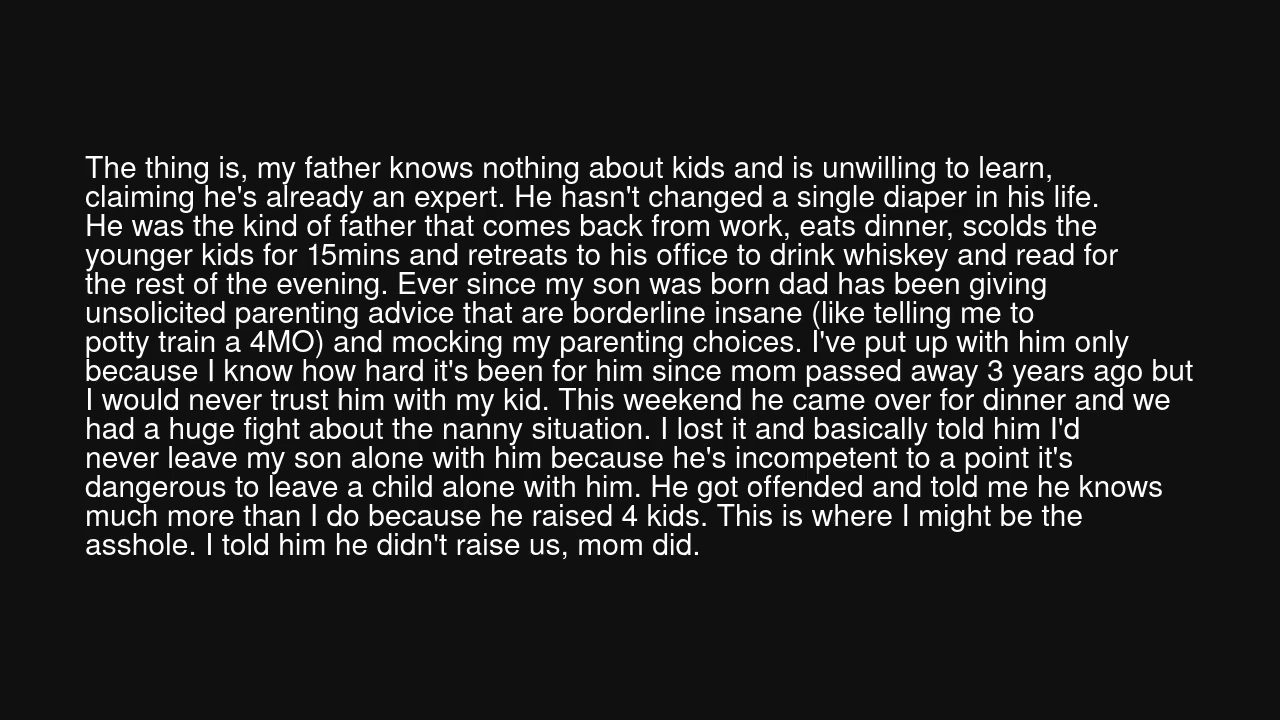 The thing is, my father knows nothing about kids and is unwilling to learn,
claiming he's already an expert. He hasn't changed a single diaper in his life.
He was the kind of father that comes back from work, eats dinner, scolds the
younger kids for 15mins and retreats to his office to drink whiskey and read for
the rest of the evening. Ever since my son was born dad has been giving
unsolicited parenting advice that are borderline insane (like telling me to
potty train a 4MO) and mocking my parenting choices. I've put up with him only
because I know how hard it's been for him since mom passed away 3 years ago but
I would never trust him with my kid. This weekend he came over for dinner and we
had a huge fight about the nanny situation. I lost it and basically told him I'd
never leave my son alone with him because he's incompetent to a point it's
dangerous to leave a child alone with him. He got offended and told me he knows
much more than I do because he raised 4 kids. This is where I might be the
asshole. I told him he didn't raise us, mom did.